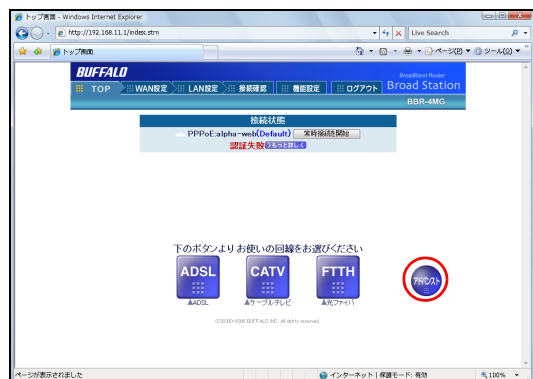 トップ画面 - Windows Internet Explorer
http://192.168.11.1/index.stm
Live Search
トップ画面
ページ(P)
ツール(O)
BUFFALO
BroadBand Router
Broad Station
TOP
WAN設定
LAN設定
接続確認
機能設定
ログアウト
BBR-4MG
接続状態
PPPoE:alpha-web(Default)
常時接続を開始
認証失敗
もっと詳しく
下のボタンより お使いの回線をお選びください
ADSL
CATV
FTTH
アドバンスト
▲ADSL
▲ケーブルテレビ
▲光ファイバ
(C)2000-2006 BUFFALO INC. All rights reserved.
ページが表示されました
インターネット | 保護モード: 有効
100%